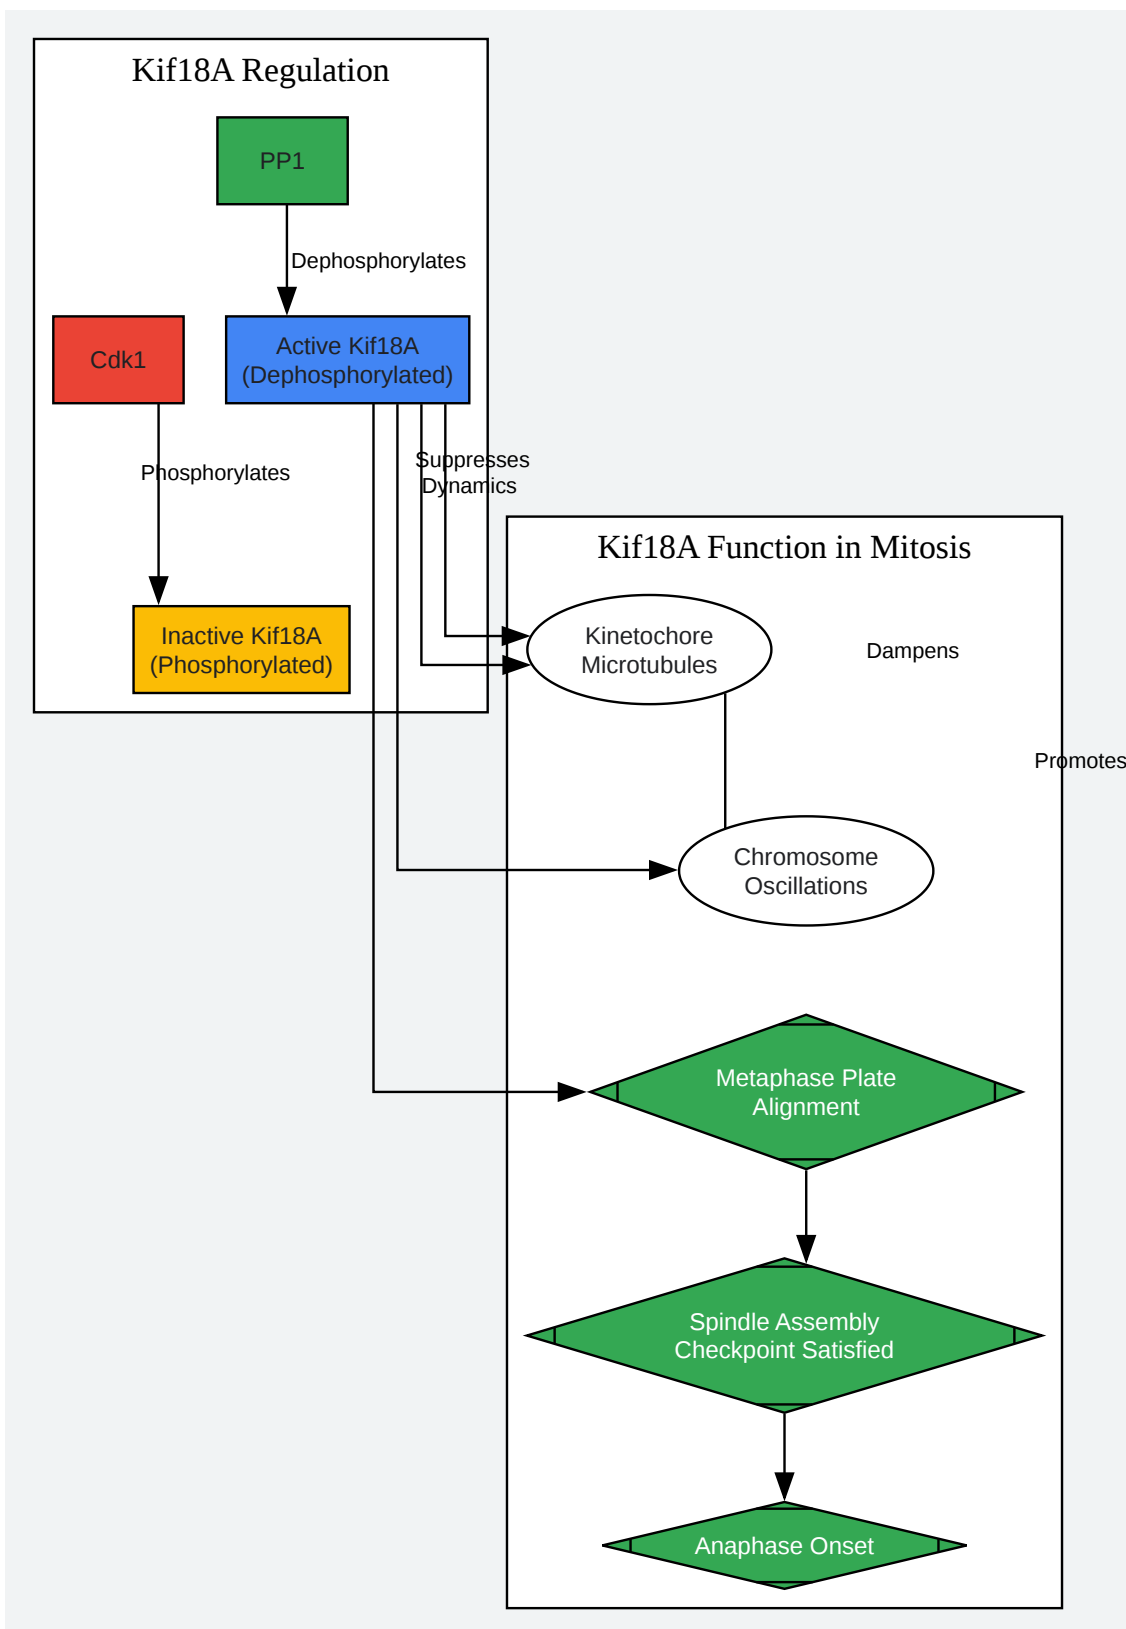 Kif18A Regulation
PP1
Dephosphorylates
Cdk1
Active Kif18A
(Dephosphorylated)
Phosphorylates
Suppresses
Dynamics
Inactive Kif18A
(Phosphorylated)
Kif18A Function in Mitosis
Kinetochore
Microtubules
Dampens
Promotes
Chromosome
Oscillations
Metaphase Plate
Alignment
Spindle Assembly
Checkpoint Satisfied
Anaphase Onset